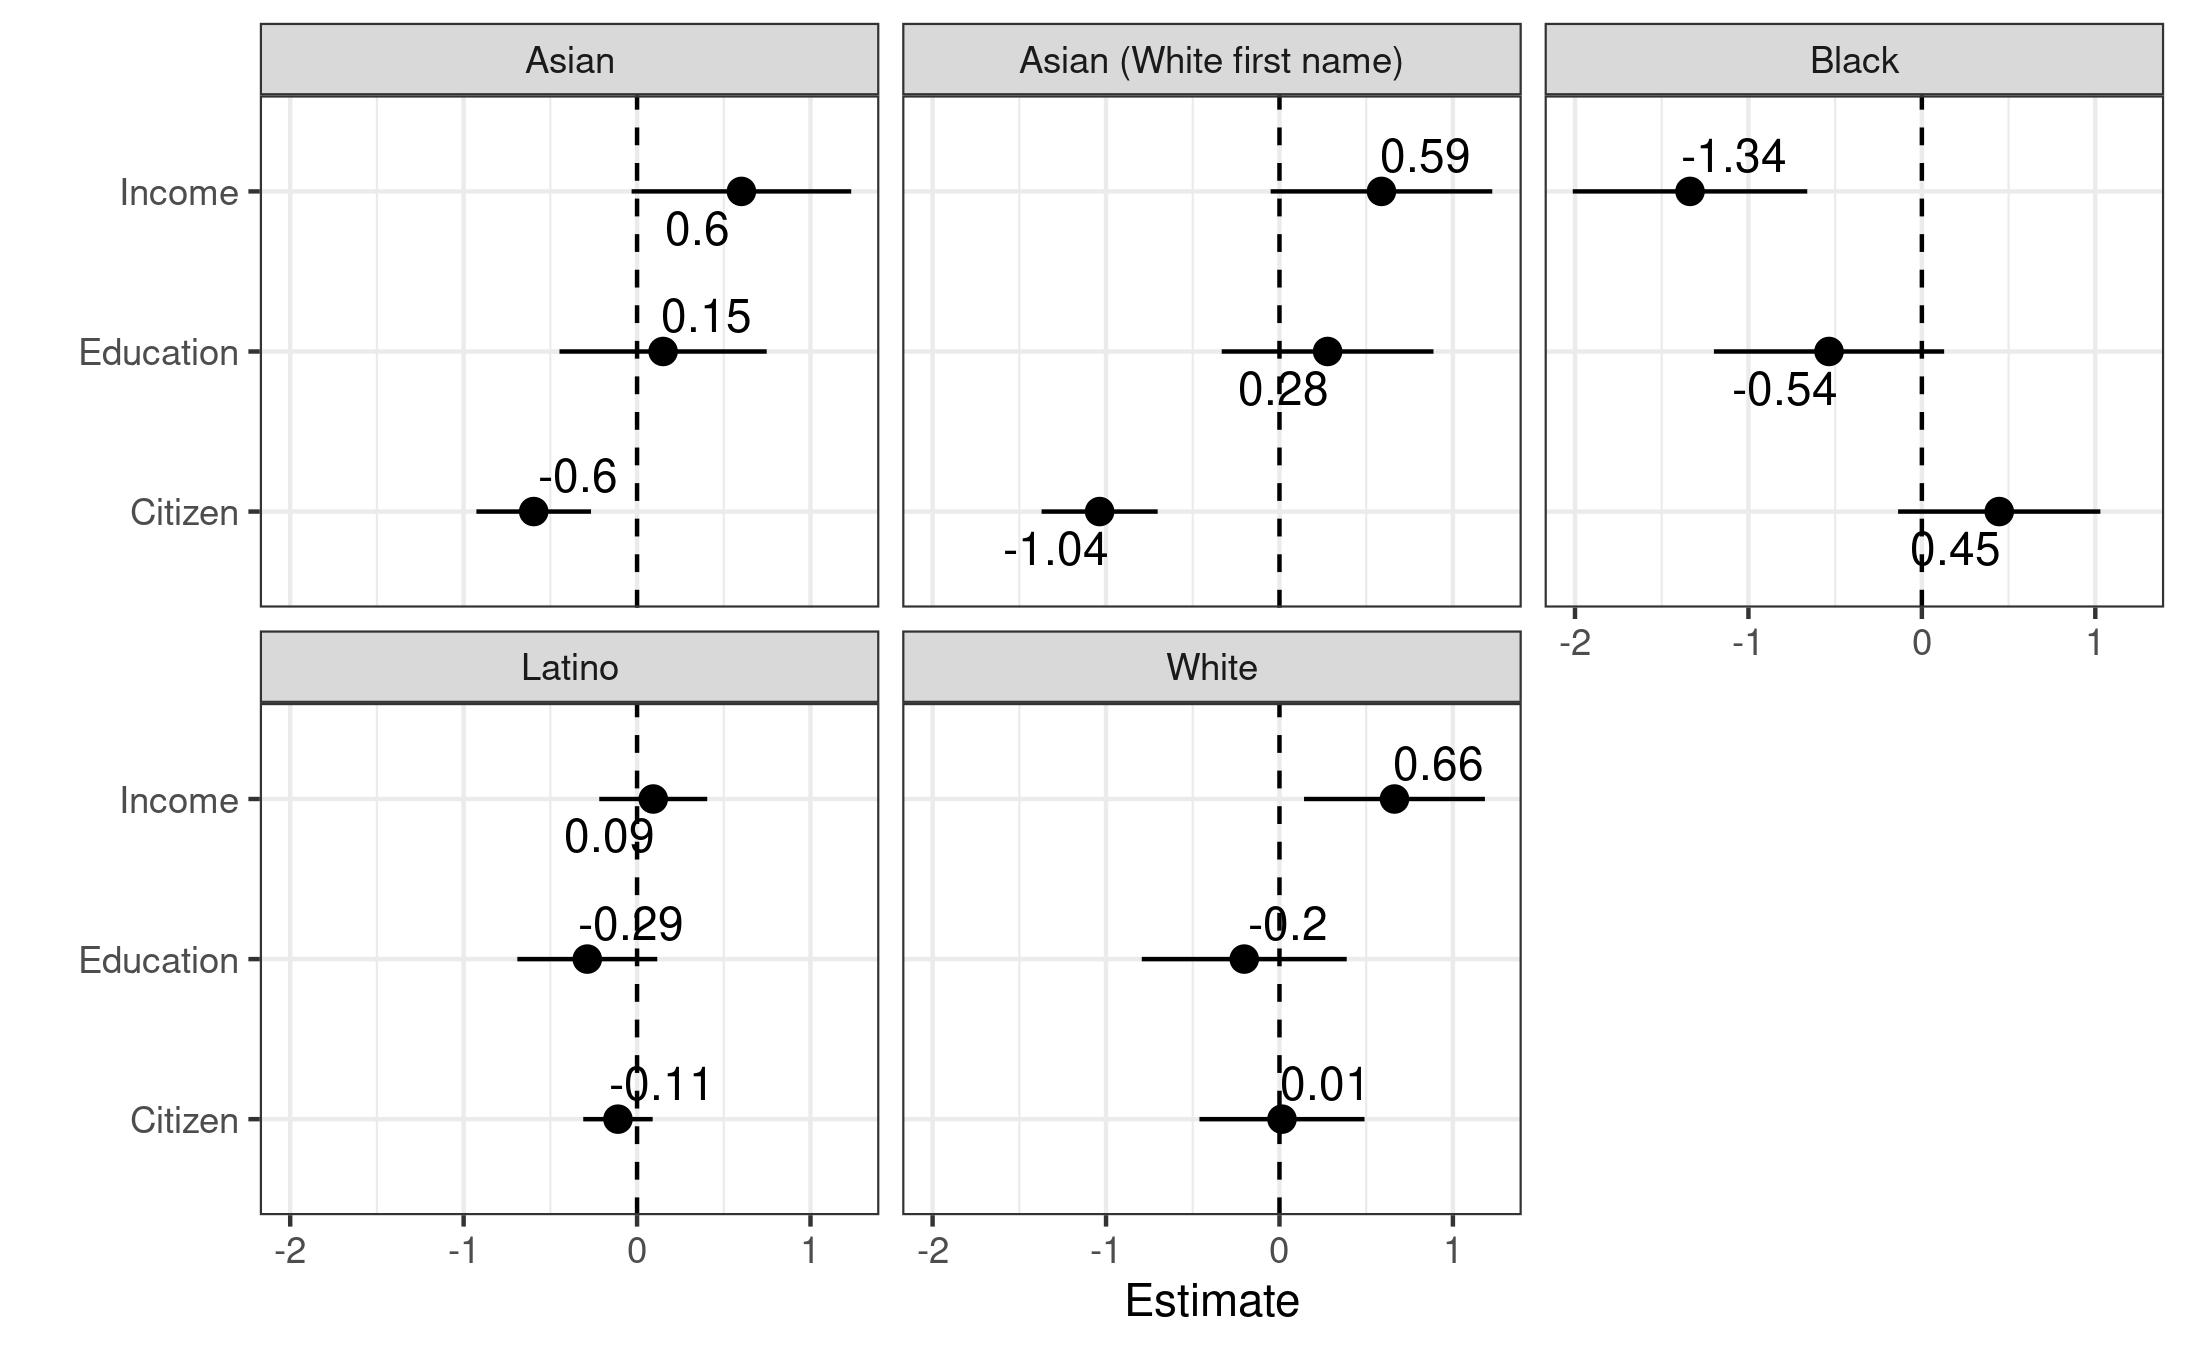 Asian
Asian (White first name)
Black
Income
0.6
0.59
-1.34
Education
0.15
0.28
-0.54
Citizen
-0.6
-1.04
0.45
-2 -1 0 1
Latino
White
Income
0.09
0.66
Education
-0.29
-0.2
Citizen
-0.11
0.01
-2 -1 0 1
-2 -1 0 1
Estimate